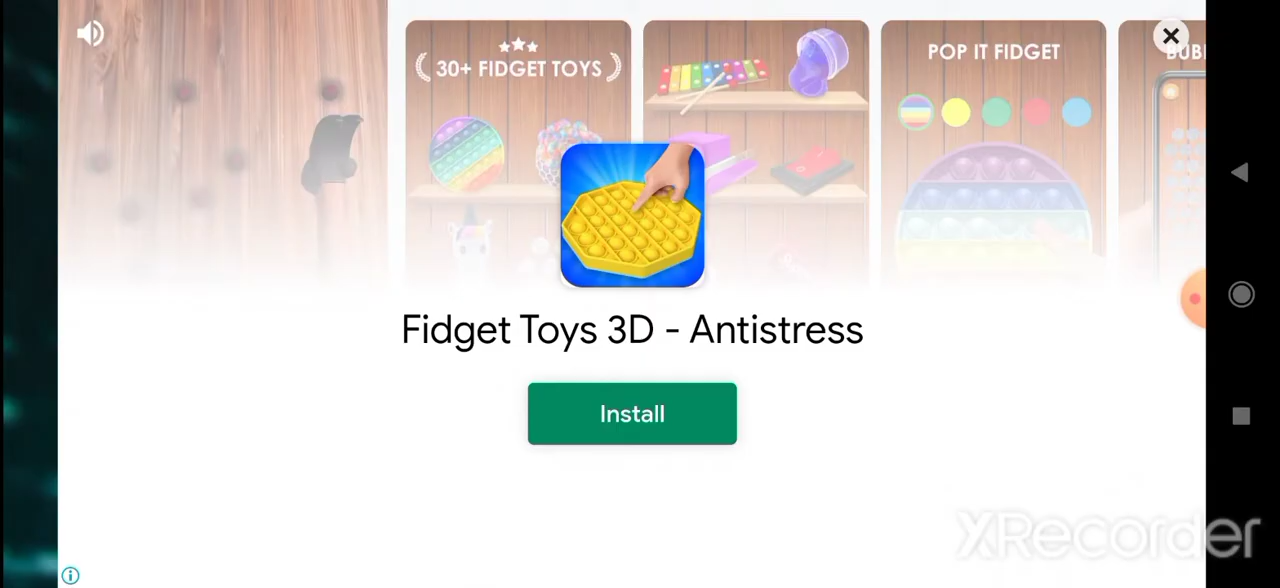 30+ FIDGET TOYS
POP IT FIDGET
Fidget Toys 3D - Antistress
Install
XRecorder